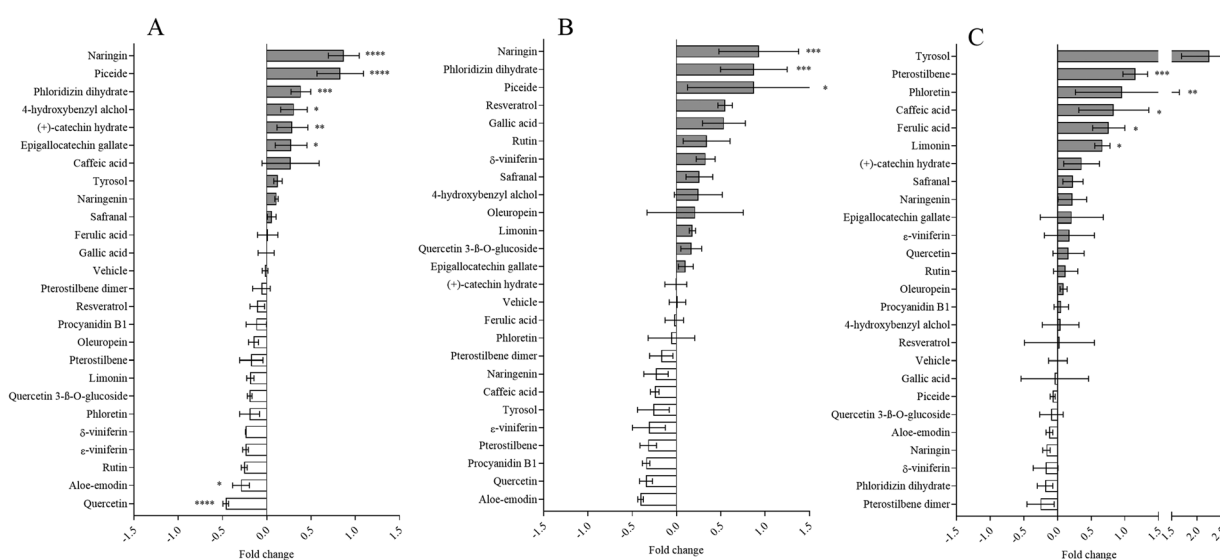 A
Naringin ****
Piceide ****
Phloridizin dihydrate ***
4-hydroxybenzyl alchol *
(+)-catechin hydrate **
Epigallocatechin gallate *
Caffeic acid
Tyrosol
Naringenin
Safranal
Ferulic acid
Gallic acid
Vehicle
Pterostilbene dimer
Resveratrol
Procyanidin B1
Oleuropein
Pterostilbene
Limonin
Quercetin 3-ß-O-glucoside
Phloretin
δ-viniferin
ε-viniferin
Rutin
Aloe-emodin *
Quercetin ****
-1.5 -1.0 -0.5 0.0 0.5 1.0 1.5
Fold change
B
Naringin ***
Phloridizin dihydrate ***
Piceide *
Resveratrol
Gallic acid
Rutin
δ-viniferin
Safranal
4-hydroxybenzyl alchol
Oleuropein
Limonin
Quercetin 3-ß-O-glucoside
Epigallocatechin gallate
(+)-catechin hydrate
Vehicle
Ferulic acid
Phloretin
Pterostilbene dimer
Naringenin
Caffeic acid
Tyrosol
ε-viniferin
Pterostilbene
Procyanidin B1
Quercetin
Aloe-emodin
-1.5 -1.0 -0.5 0.0 0.5 1.0 1.5
Fold change
C
Tyrosol
Pterostilbene ***
Phloretin **
Caffeic acid *
Ferulic acid *
Limonin *
(+)-catechin hydrate
Safranal
Naringenin
Epigallocatechin gallate
ε-viniferin
Quercetin
Rutin
Oleuropein
Procyanidin B1
4-hydroxybenzyl alchol
Resveratrol
Vehicle
Gallic acid
Piceide
Quercetin 3-ß-O-glucoside
Aloe-emodin
Naringin
δ-viniferin
Phloridizin dihydrate
Pterostilbene dimer
-1.5 -1.0 -0.5 0.0 0.5 1.0 1.5 2.0
Fold change